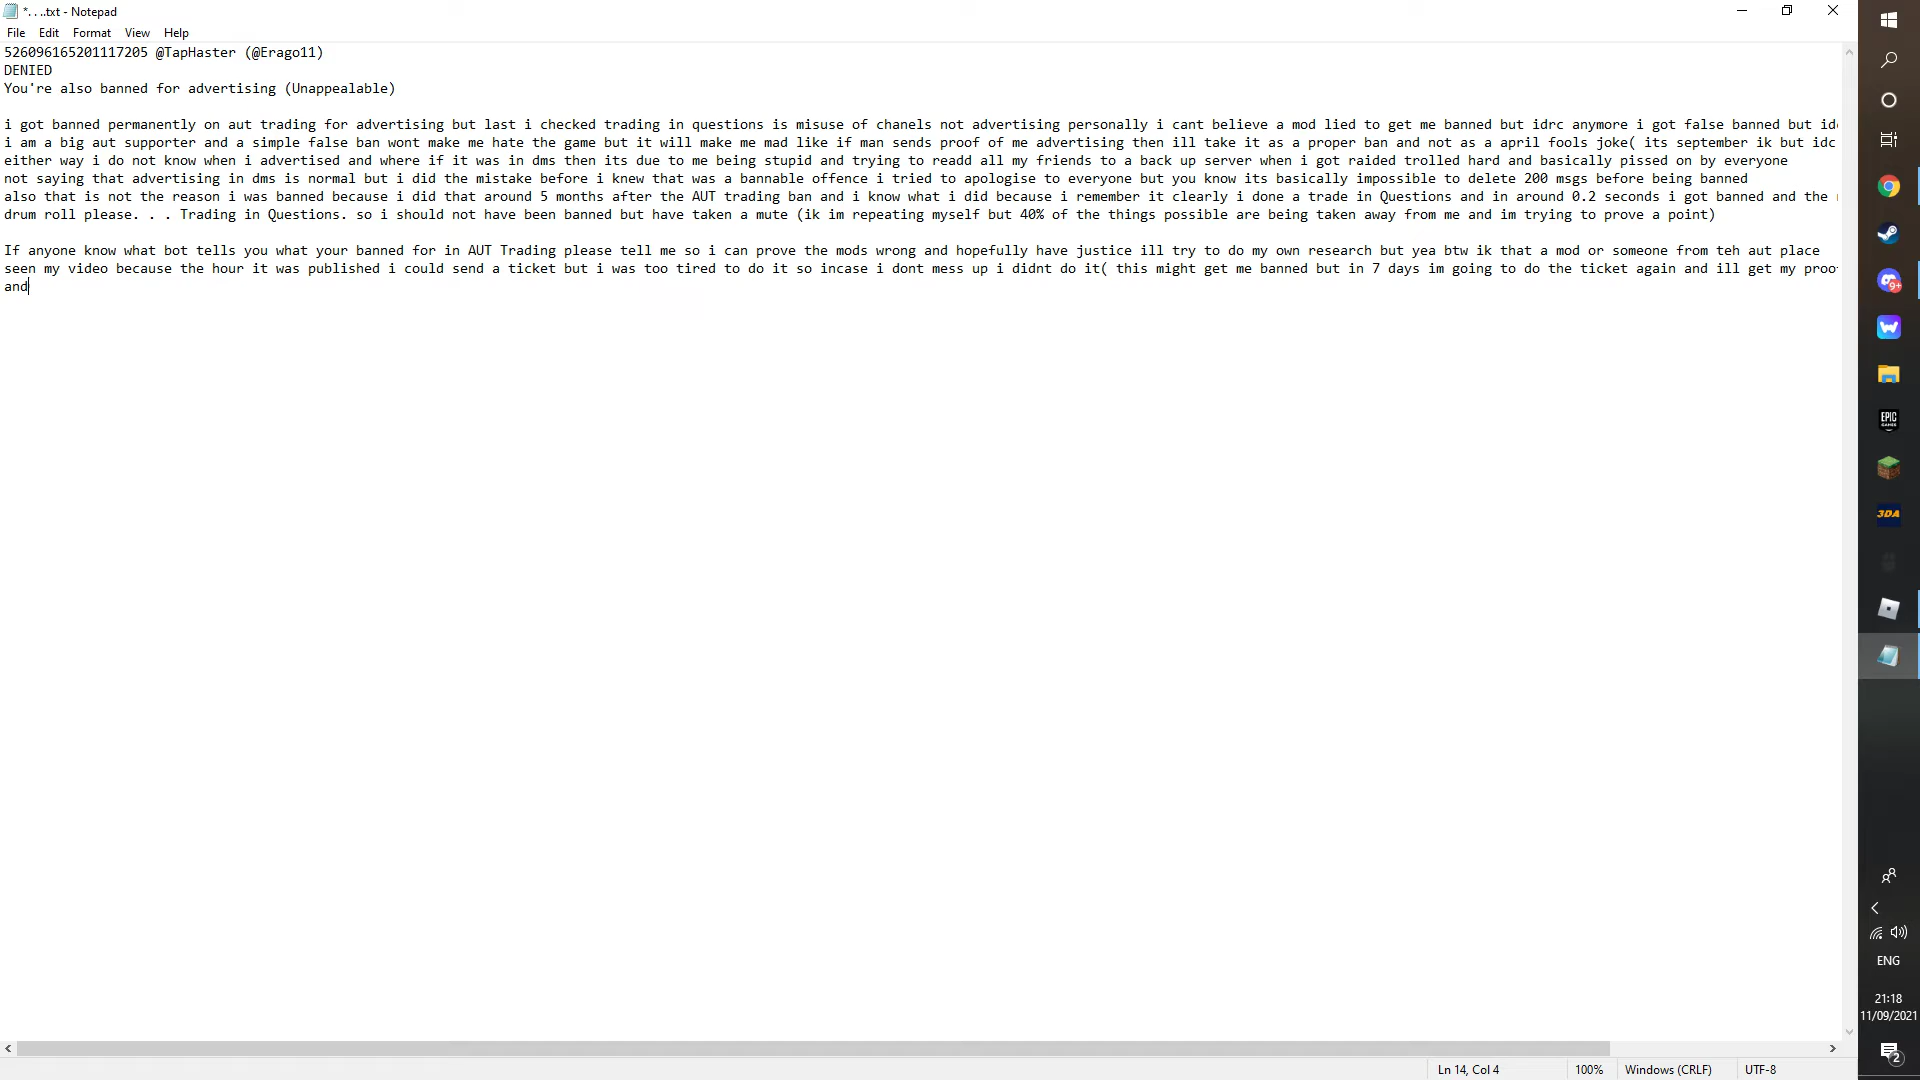 *. . ..txt - Notepad
File Edit Format View Help
526096165201117205 @TapHaster (@Erago11)
DENIED
You're also banned for advertising (Unappealable)
i got banned permanently on aut trading for advertising but last i checked trading in questions is misuse of chanels not advertising personally i cant believe a mod lied to get me banned but idrc anymore i got false banned but
i am a big aut supporter and a simple false ban wont make me hate the game but it will make me mad like if man sends proof of me advertising then ill take it as a proper ban and not as a april fools joke( its september ik but idc
either way i do not know when i advertised and where if it was in dms then its due to me being stupid and trying to readd all my friends to a back up server when i got raided trolled hard and basically pissed on by everyone
not saying that advertising in dms is normal but i did the mistake before i knew that was a bannable offence i tried to apologise to everyone but you know its basically impossible to delete 200 msgs before being banned
also that is not the reason i was banned because i did that around 5 months after the AUT trading ban and i know what i did because i remember it clearly i done a trade in Questions and in around 0.2 seconds i got banned and the
drum roll please. . . Trading in Questions. so i should not have been banned but have taken a mute (ik im repeating myself but 40% of the things possible are being taken away from me and im trying to prove a point)
If anyone know what bot tells you what your banned for in AUT Trading please tell me so i can prove the mods wrong and hopefully have justice ill try to do my own research but yea btw ik that a mod or someone from teh aut place
seen my video because the hour it was published i could send a ticket but i was too tired to do it so incase i dont mess up i didnt do it( this might get me banned but in 7 days im going to do the ticket again and ill get my
and
9+
EPIC GAMES
3DA
ENG
21:18
11/09/2021
2
Ln 14, Col 4 100% Windows (CRLF) UTF-8